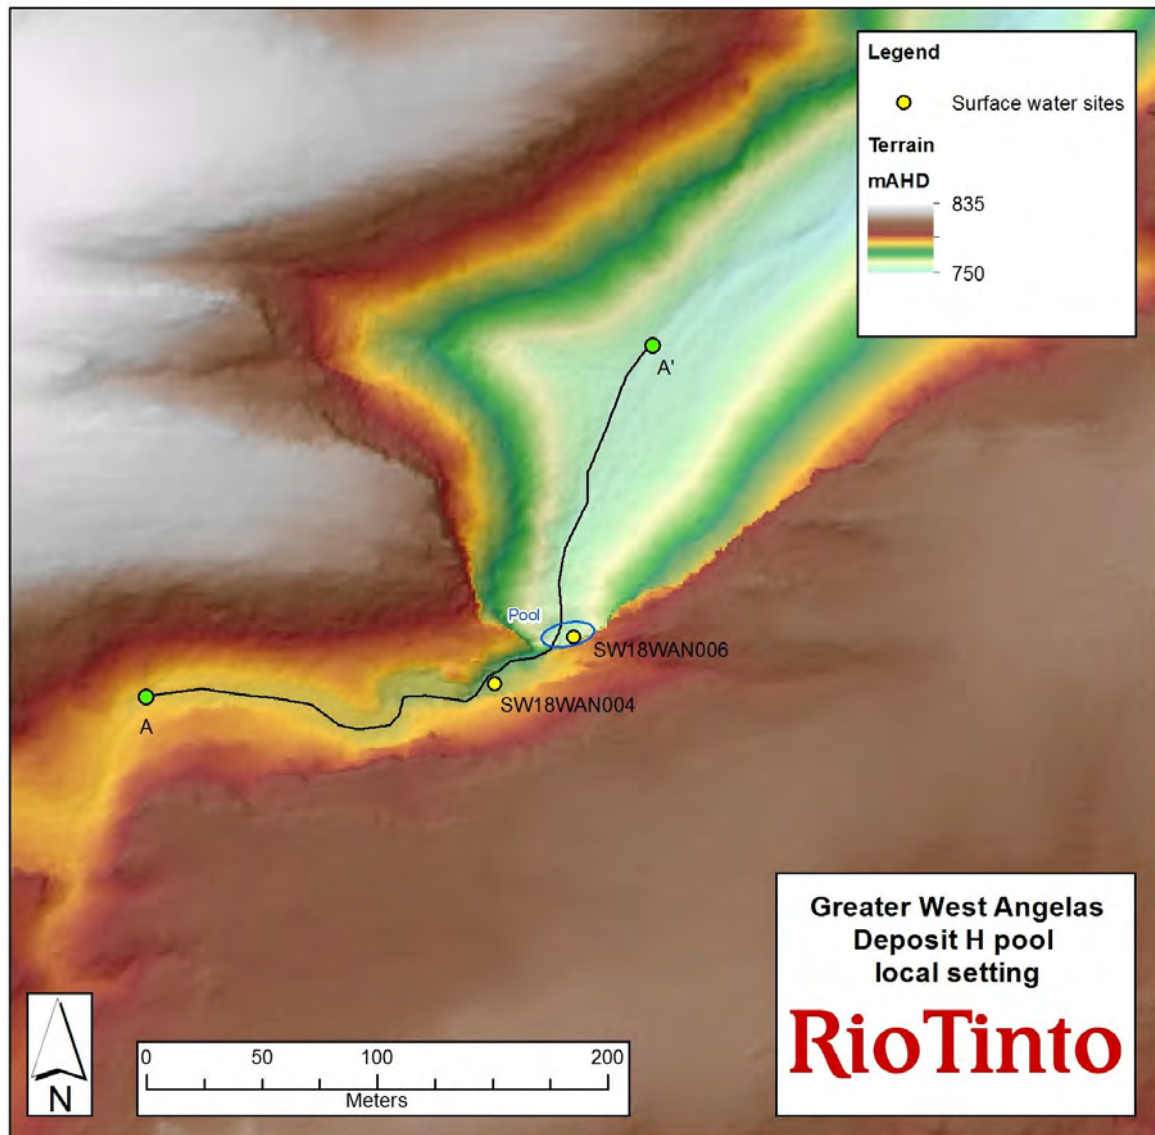 Legend
Surface water sites
Terrain
mAHD
835
750
A'
Pool
SW18WAN006
SW18WAN004
A
Greater West Angelas
Deposit H pool
local setting
RioTinto
0 50 100 200
Meters
N